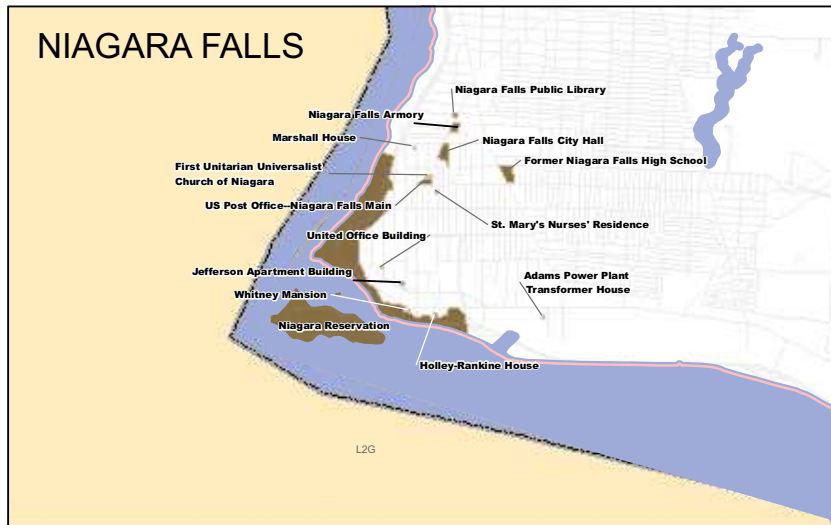 NIAGARA FALLS
Niagara Falls Public Library
Niagara Falls Armory
Marshall House
Niagara Falls City Hall
Former Niagara Falls High School
First Unitarian Universalist
Church of Niagara
US Post Office--Niagara Falls Main
St. Mary's Nurses' Residence
United Office Building
Jefferson Apartment Building
Adams Power Plant
Transformer House
Whitney Mansion
Niagara Reservation
Holley-Rankine House
L2G